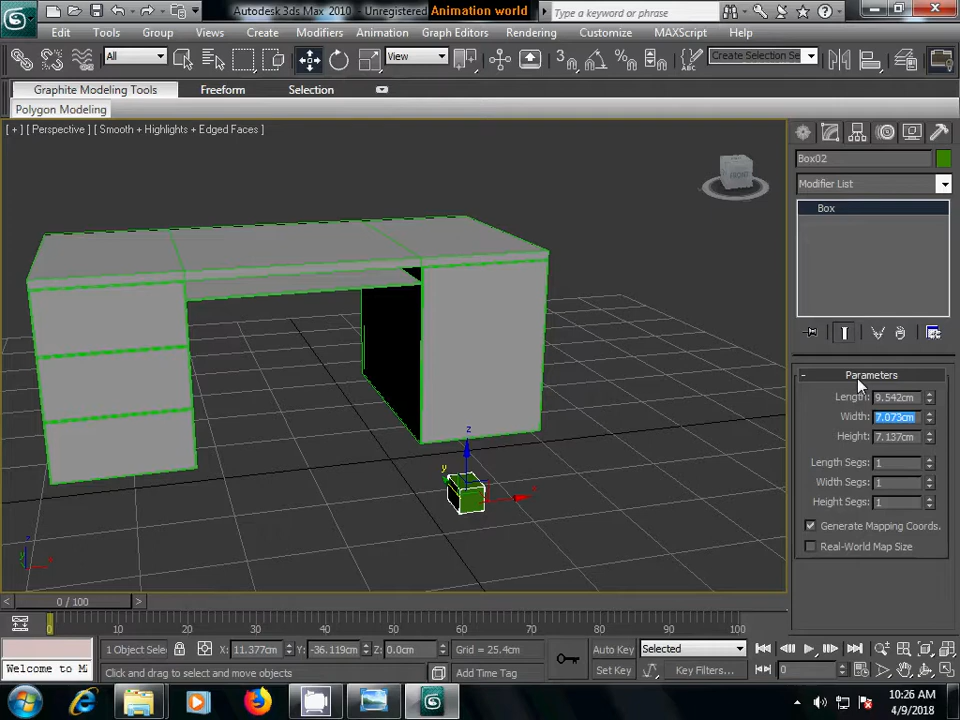 Autodesk 3ds Max 2010 - Unregistered
Animation world
Type a keyword or phrase
Edit Tools Group Views Create Modifiers Animation Graph Editors Rendering Customize MAXScript Help
All
View
Create Selection Se
Graphite Modeling Tools Freeform Selection
Polygon Modeling
[ + ] [ Perspective ] [ Smooth + Highlights + Edged Faces ]
FRONT
Box02
Modifier List
Box
Parameters
Length: 9.542cm
Width: 7.073cm
Height: 7.137cm
Length Segs: 1
Width Segs: 1
Height Segs: 1
Generate Mapping Coords.
Real-World Map Size
z
y
0 / 100
0 10 20 30 40 50 60 70 80 90 100
1 Object Selec X: 11.377cm Y: -36.119cm Z: 0.0cm Grid = 25.4cm Auto Key Selected
Welcome to M Click and drag to select and move objects Add Time Tag Set Key Key Filters... 0
10:26 AM
4/9/2018